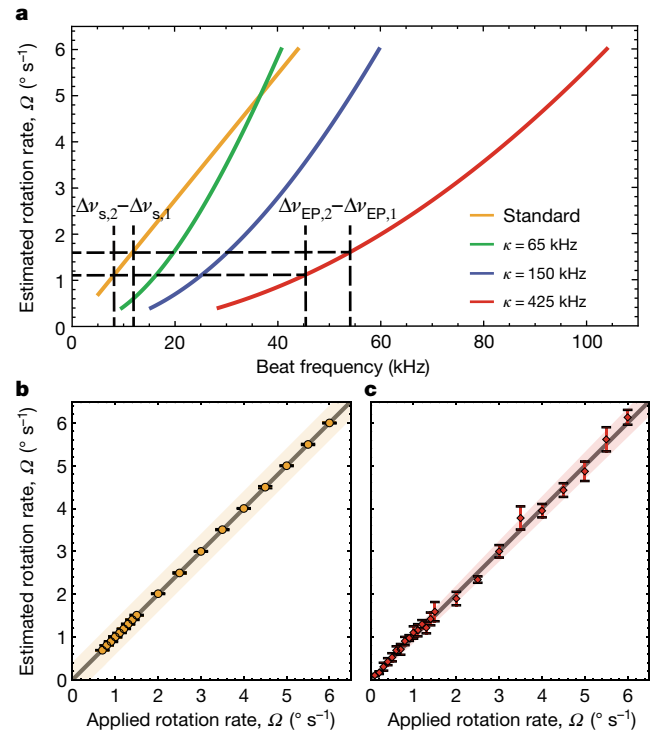 a
6
5
4
3
2
1
0
Estimated rotation rate, Ω (° s⁻¹)
Δν_s,2–Δν_s,1
Δν_EP,2–Δν_EP,1
Standard
κ = 65 kHz
κ = 150 kHz
κ = 425 kHz
0 20 40 60 80 100
Beat frequency (kHz)
b
c
6
5
4
3
2
1
0
Estimated rotation rate, Ω (° s⁻¹)
0 1 2 3 4 5 6
0 1 2 3 4 5 6
Applied rotation rate, Ω (° s⁻¹)
Applied rotation rate, Ω (° s⁻¹)